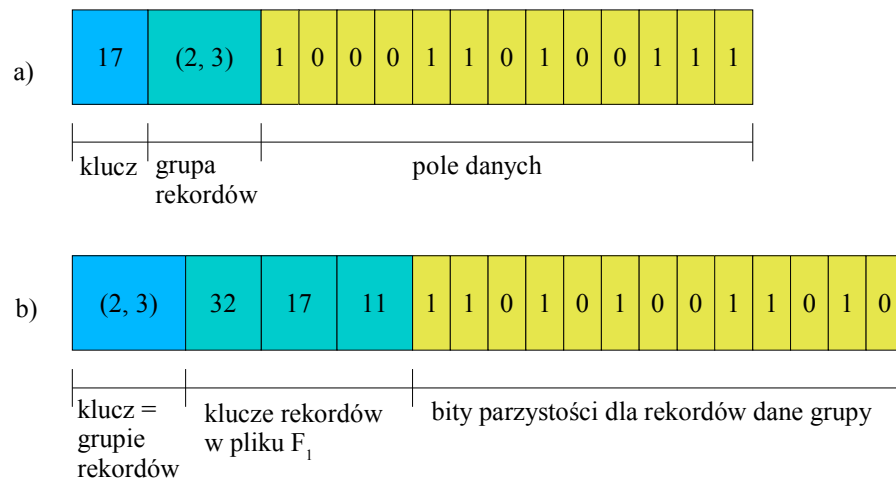 a) 17 (2, 3) 1 0 0 0 1 1 0 1 0 0 1 1 1
klucz grupa rekordów pole danych
b) (2, 3) 32 17 11 1 1 0 1 0 1 0 0 1 1 0 1 0
klucz = grupie rekordów klucze rekordów w pliku F1 bity parzystości dla rekordów dane grupy